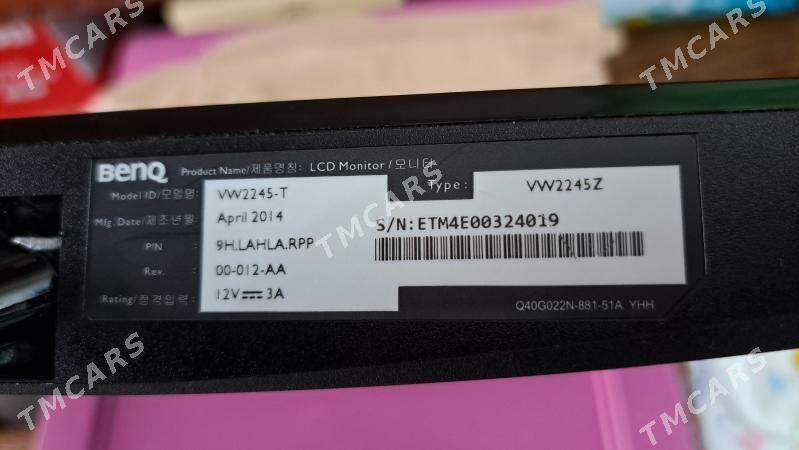 TMCARS
TMCARS
BenQ Product Name/제품명칭: LCD Monitor / 모니터
Model ID/모델명: VW2245-T Type : VW2245Z
Mfg. Date/제조년월: April 2014
S/N:ETM4E00324019
P/N : 9H.LAHLA.RPP
Rev. : 00-012-AA
Rating/정격입력: 12V⎓3A
Q40G022N-881-51A YHH
TMCARS
TMCARS
TMCARS